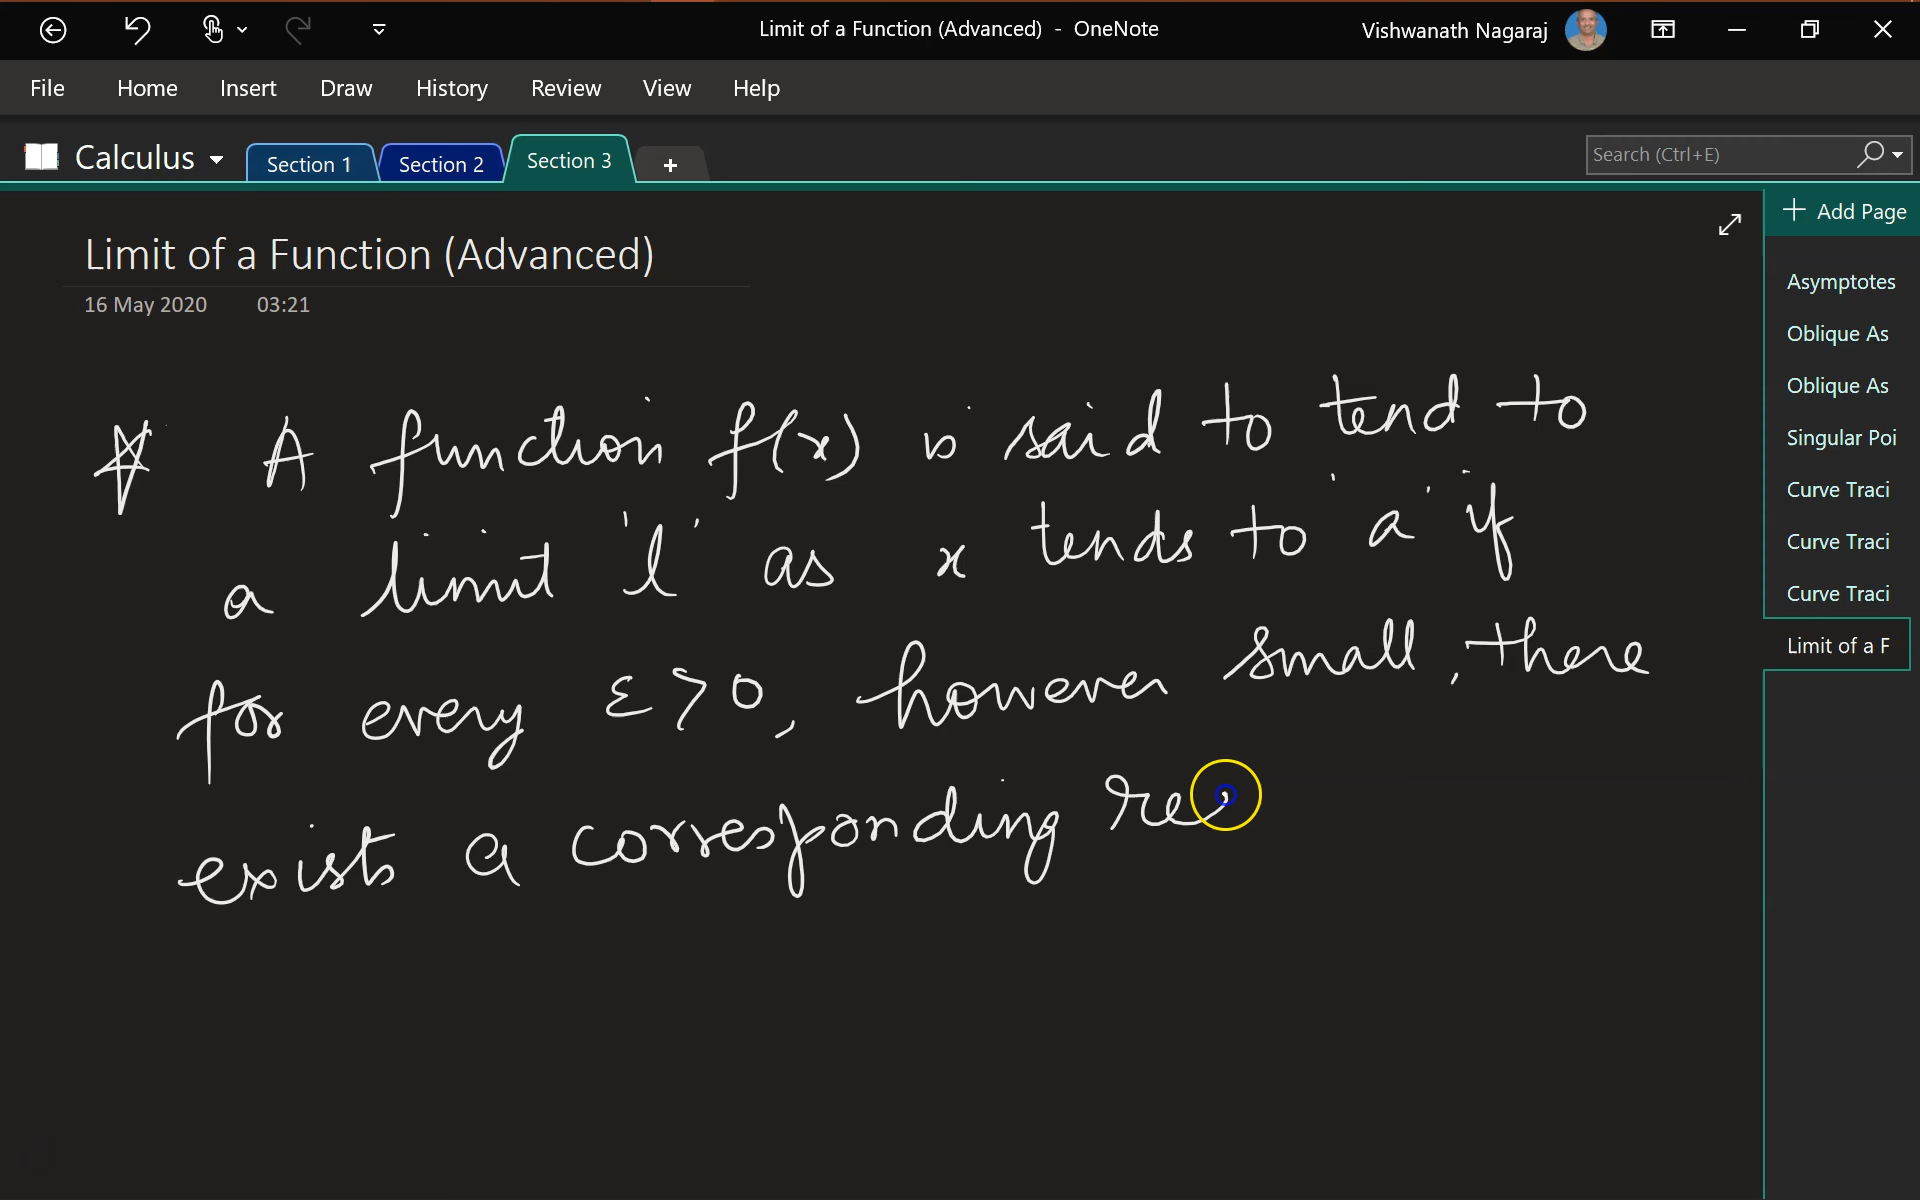 Limit of a Function (Advanced) - OneNote
Vishwanath Nagaraj
File Home Insert Draw History Review View Help
Calculus
Section 1
Section 2
Section 3
+
Search (Ctrl+E)
Limit of a Function (Advanced)
16 May 2020 03:21
A function f(x) is said to tend to
a limit 'l' as x tends to 'a' if
for every ε > 0, however small, there
exists a corresponding re
Add Page
Asymptotes
Oblique As
Oblique As
Singular Poi
Curve Traci
Curve Traci
Curve Traci
Limit of a F